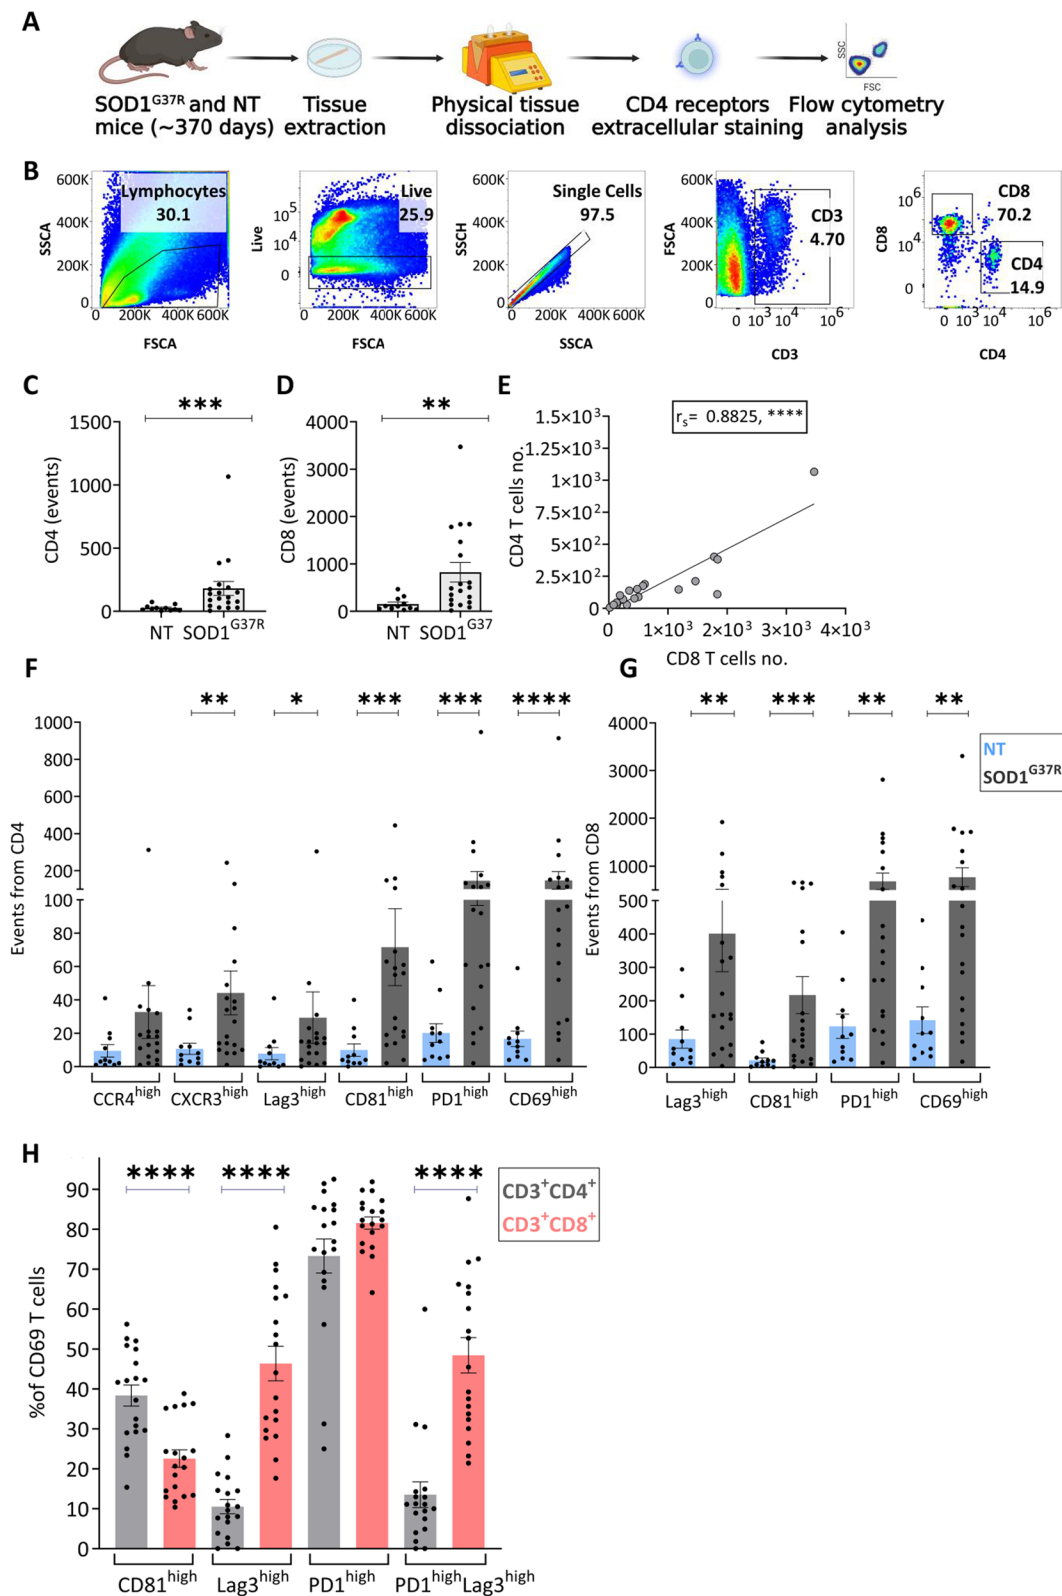 A
SOD1G37R and NT
mice (~370 days)
Tissue
extraction
Physical tissue
dissociation
CD4 receptors
extracellular staining
SSC
FSC
Flow cytometry
analysis
B
600K
400K
200K
0
SSCA
Lymphocytes
30.1
0 200K 400K 600K
FSCA
10^5
10^4
0
Live
Live
25.9
0 200K 400K 600K
FSCA
600K
400K
200K
0
SSCH
Single Cells
97.5
0 200K 400K 600K
SSCA
600K
400K
200K
0
FSCA
CD3
4.70
0 10^3 10^4 10^6
CD3
10^6
10^4
0
CD8
CD8
70.2
CD4
14.9
0 10^3 10^4 10^6
CD4
C
***
1500
1000
500
0
CD4 (events)
NT SOD1G37R
D
**
4000
3000
2000
1000
0
CD8 (events)
NT SOD1G37
E
rs= 0.8825, ****
1.5×10^3
1.25×10^3
1×10^3
7.5×10^2
5×10^2
2.5×10^2
0
CD4 T cells no.
0 1×10^3 2×10^3 3×10^3 4×10^3
CD8 T cells no.
F
** * *** *** ****
1000
800
600
400
200
100
80
60
40
20
0
Events from CD4
CCR4high CXCR3high Lag3high CD81high PD1high CD69high
G
** *** ** **
4000
3000
2000
1000
500
400
300
200
100
0
Events from CD8
Lag3high CD81high PD1high CD69high
NT
SOD1G37R
H
**** **** ****
90
80
70
60
50
40
30
20
10
0
%of CD69 T cells
CD3+CD4+
CD3+CD8+
CD81high Lag3high PD1high PD1highLag3high